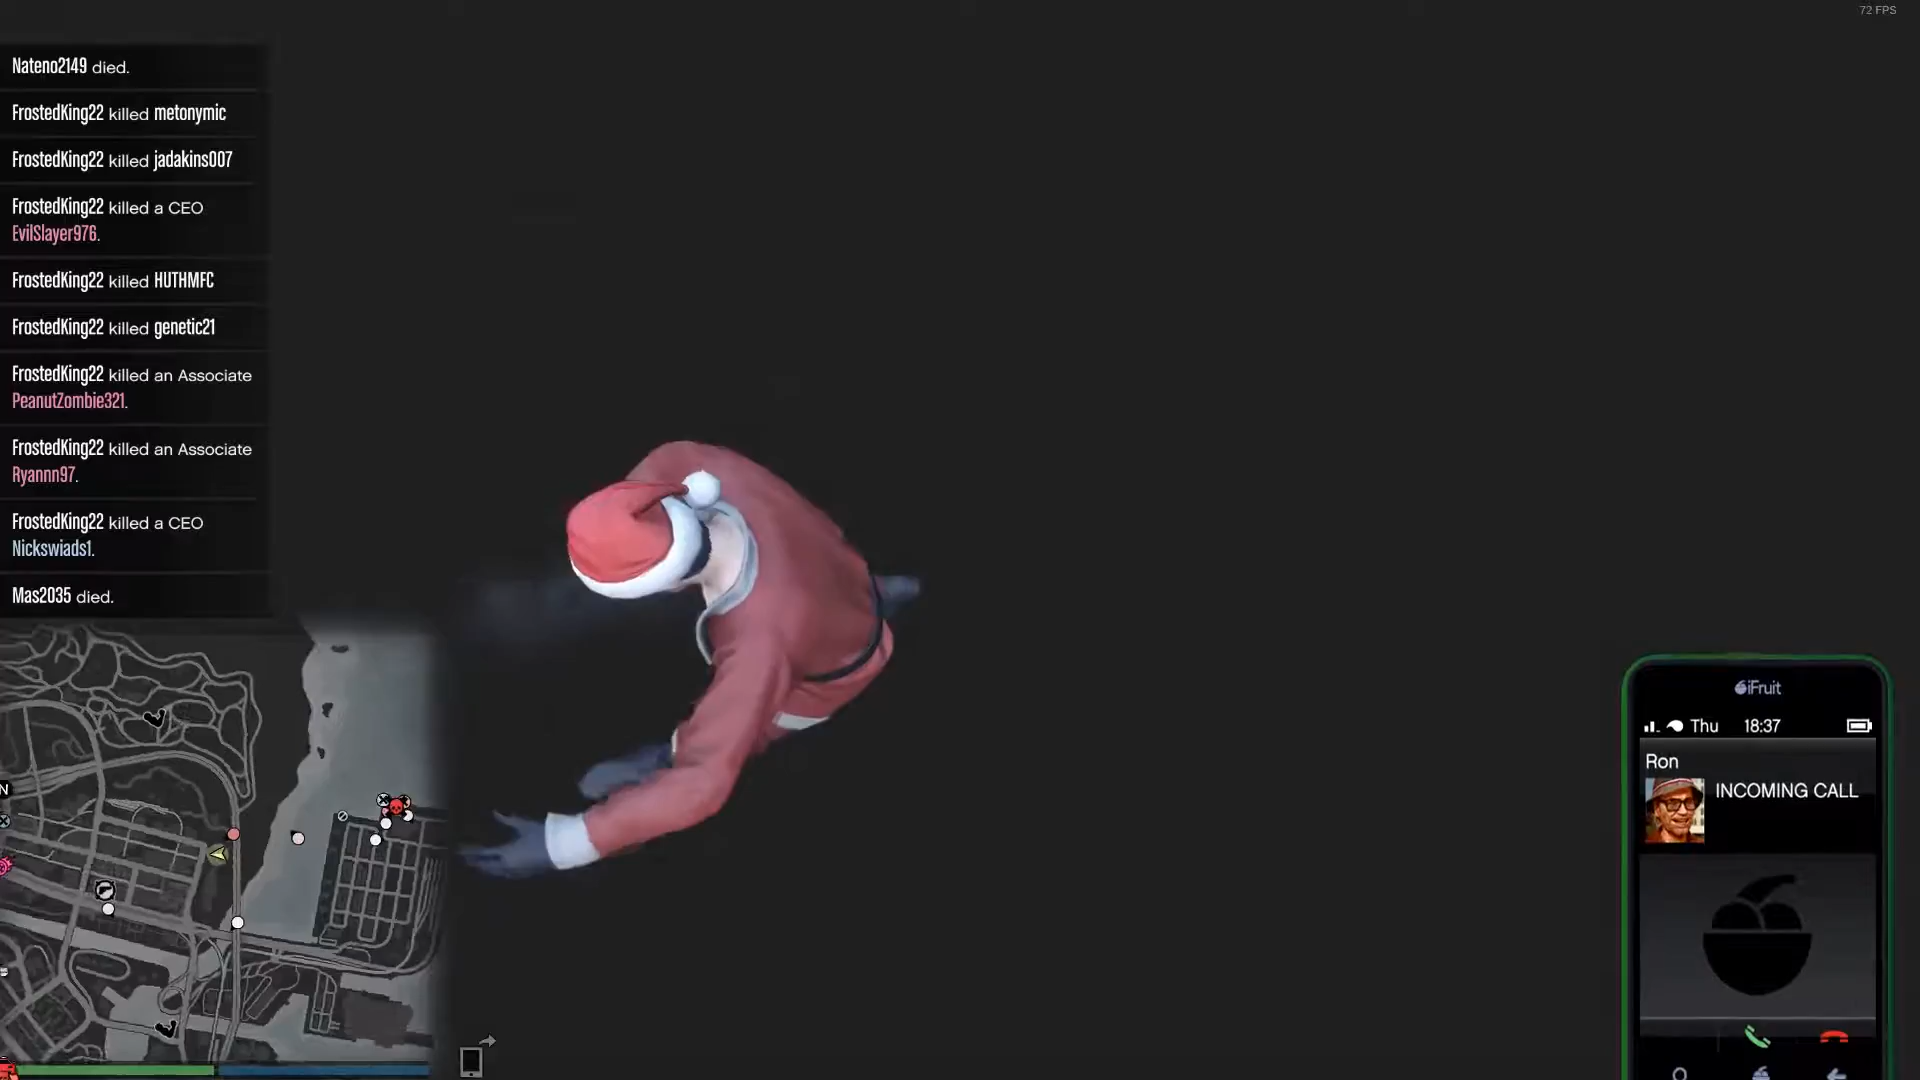 72 FPS
Nateno2149 died.
FrostedKing22 killed metonymic
FrostedKing22 killed jadakins007
FrostedKing22 killed a CEO
EvilSlayer976.
FrostedKing22 killed HUTHMFC
FrostedKing22 killed genetic21
FrostedKing22 killed an Associate
PeanutZombie321.
FrostedKing22 killed an Associate
Ryannn97.
FrostedKing22 killed a CEO
Nickswiads1.
Mas2035 died.
N
iFruit
Thu 18:37
Ron
INCOMING CALL